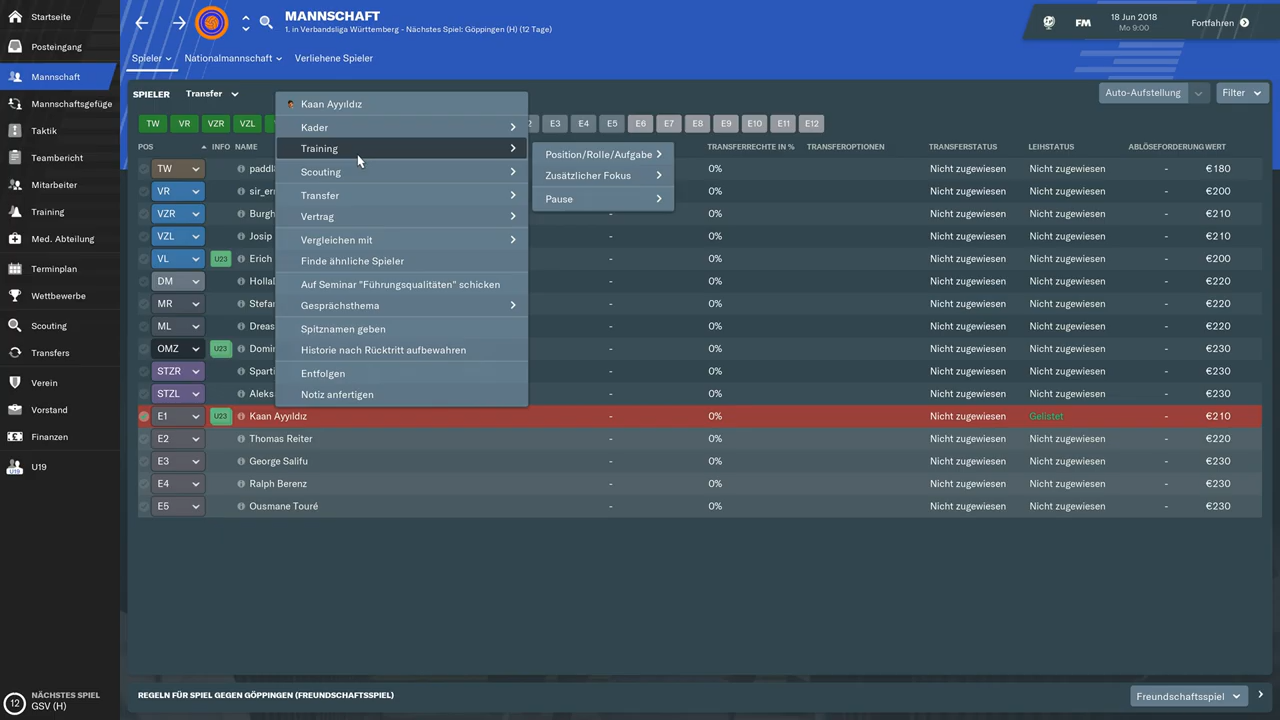 Startseite
Posteingang
Mannschaft
Mannschaftsgefüge
Taktik
Teambericht
Mitarbeiter
Training
Med. Abteilung
Terminplan
Wettbewerbe
Scouting
Transfers
Verein
Vorstand
Finanzen
U19
U19
12
NÄCHSTES SPIEL
GSV (H)
MANNSCHAFT
1. in Verbandsliga Württemberg - Nächstes Spiel: Göppingen (H) (12 Tage)
FM
18 Jun 2018
Mo 9:00
Fortfahren
Spieler
Nationalmannschaft
Verliehene Spieler
SPIELER
Transfer
Auto-Aufstellung
Filter
TW VR VZR VZL E3 E4 E5 E6 E7 E8 E9 E10 E11 E12
POS INFO NAME TRANSFERRECHTE IN % TRANSFEROPTIONEN TRANSFERSTATUS LEIHSTATUS ABLÖSEFORDERUNG WERT
TW 0% Nicht zugewiesen Nicht zugewiesen - €180
VR 0% Nicht zugewiesen Nicht zugewiesen - €200
VZR Nicht zugewiesen Nicht zugewiesen - €210
VZL Josip - 0% Nicht zugewiesen Nicht zugewiesen - €210
VL U23 Erich - 0% Nicht zugewiesen Nicht zugewiesen - €200
DM - 0% Nicht zugewiesen Nicht zugewiesen - €220
MR - 0% Nicht zugewiesen Nicht zugewiesen - €220
ML - 0% Nicht zugewiesen Nicht zugewiesen - €220
OMZ U23 - 0% Nicht zugewiesen Nicht zugewiesen - €230
STZR - 0% Nicht zugewiesen Nicht zugewiesen - €230
STZL - 0% Nicht zugewiesen Nicht zugewiesen - €230
E1 U23 Kaan Ayyıldız - 0% Nicht zugewiesen Gelistet - €210
E2 Thomas Reiter - 0% Nicht zugewiesen Nicht zugewiesen - €220
E3 George Salifu - 0% Nicht zugewiesen Nicht zugewiesen - €230
E4 Ralph Berenz - 0% Nicht zugewiesen Nicht zugewiesen - €230
E5 Ousmane Touré - 0% Nicht zugewiesen Nicht zugewiesen - €230
Kaan Ayyıldız
Kader
Training
Scouting
Transfer
Vertrag
Vergleichen mit
Finde ähnliche Spieler
Auf Seminar "Führungsqualitäten" schicken
Gesprächsthema
Spitznamen geben
Historie nach Rücktritt aufbewahren
Entfolgen
Notiz anfertigen
Position/Rolle/Aufgabe
Zusätzlicher Fokus
Pause
REGELN FÜR SPIEL GEGEN GÖPPINGEN (FREUNDSCHAFTSSPIEL)
Freundschaftsspiel